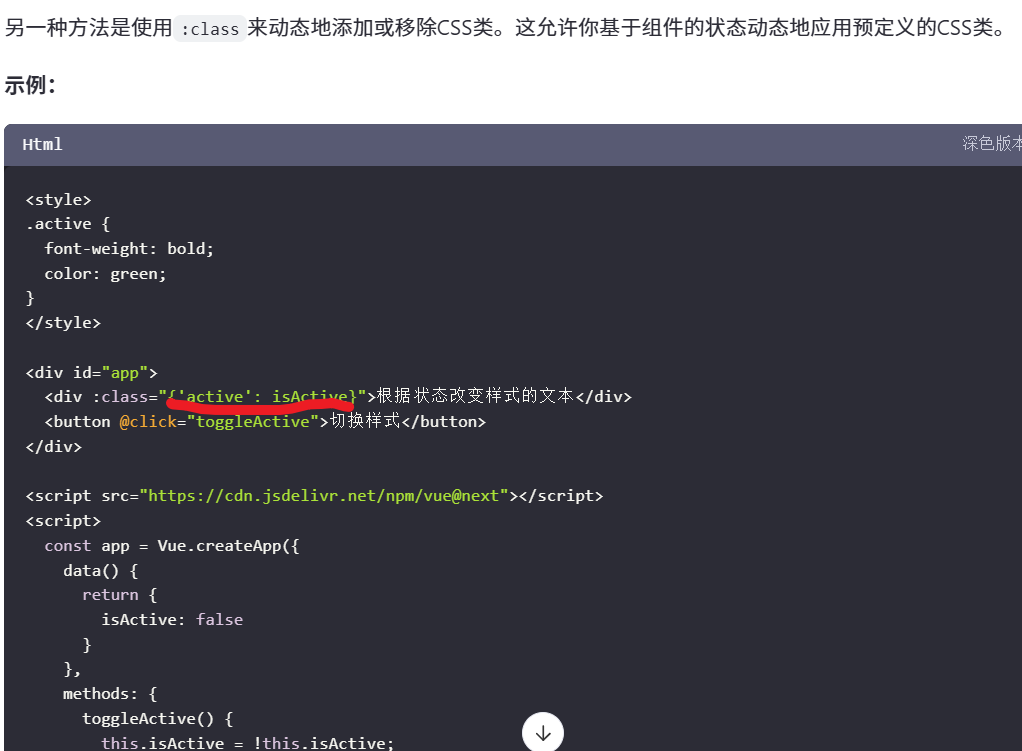 另一种方法是使用 :class 来动态地添加或移除CSS类。这允许你基于组件的状态动态地应用预定义的CSS类。
示例：
Html 深色版本
<style>
.active {
  font-weight: bold;
  color: green;
}
</style>
<div id="app">
  <div :class="{'active': isActive}">根据状态改变样式的文本</div>
  <button @click="toggleActive">切换样式</button>
</div>
<script src="https://cdn.jsdelivr.net/npm/vue@next"></script>
<script>
  const app = Vue.createApp({
    data() {
      return {
        isActive: false
      }
    },
    methods: {
      toggleActive() {
        this.isActive = !this.isActive;